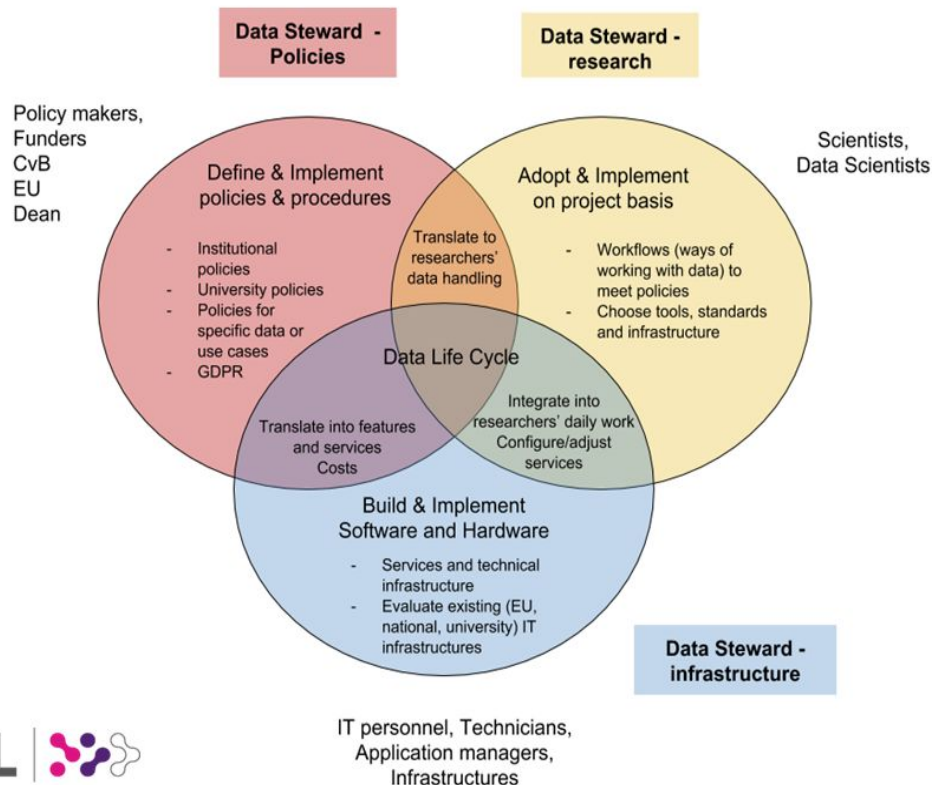 Data Steward -
Policies
Data Steward -
research
Policy makers,
Funders
CvB
EU
Dean
Scientists,
Data Scientists
Define & Implement
policies & procedures
- Institutional
policies
- University policies
- Policies for
specific data or
use cases
- GDPR
Translate to
researchers'
data handling
Adopt & Implement
on project basis
- Workflows (ways of
working with data) to
meet policies
- Choose tools, standards
and infrastructure
Data Life Cycle
Translate into features
and services
Costs
Integrate into
researchers' daily work
Configure/adjust
services
Build & Implement
Software and Hardware
- Services and technical
infrastructure
- Evaluate existing (EU,
national, university) IT
infrastructures
Data Steward -
infrastructure
IT personnel, Technicians,
Application managers,
Infrastructures
L